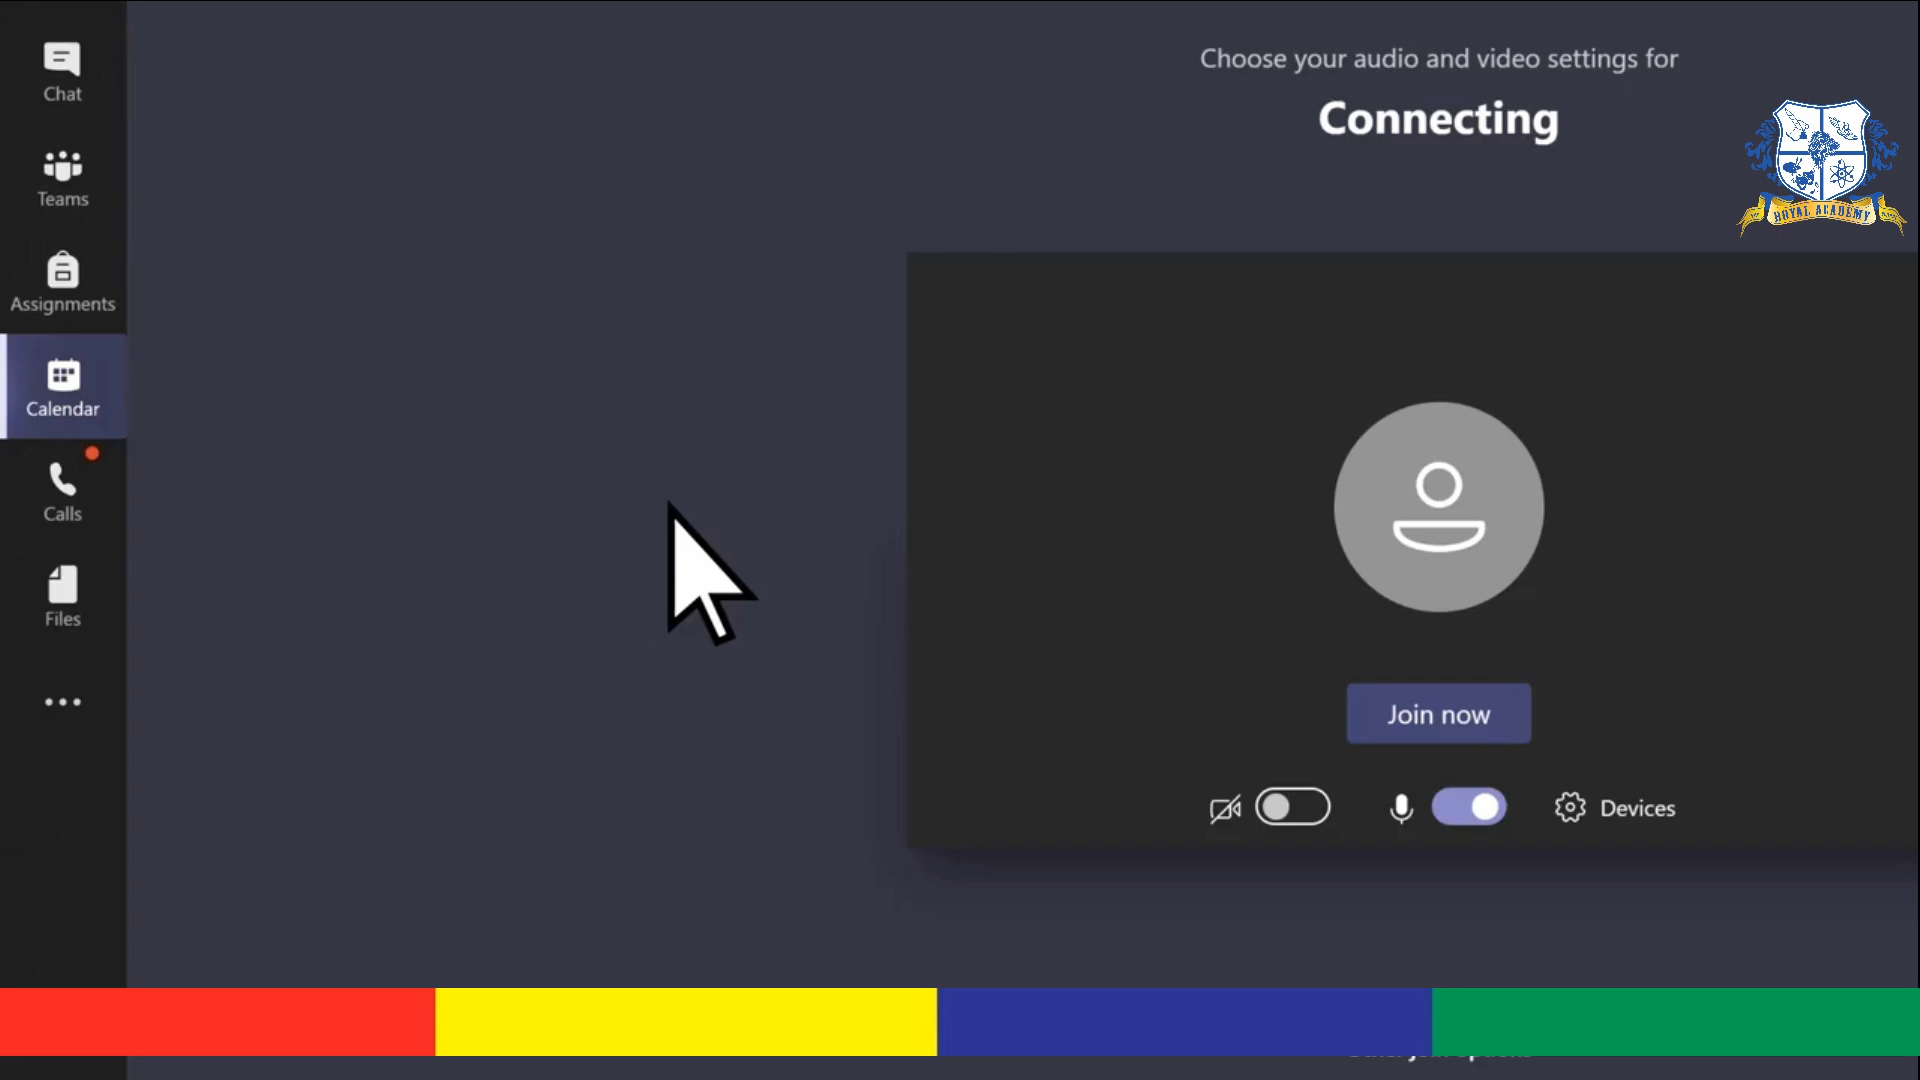 Chat
Teams
Assignments
Calendar
Calls
Files
Choose your audio and video settings for
Connecting
ROYAL ACADEMY
Join now
Devices